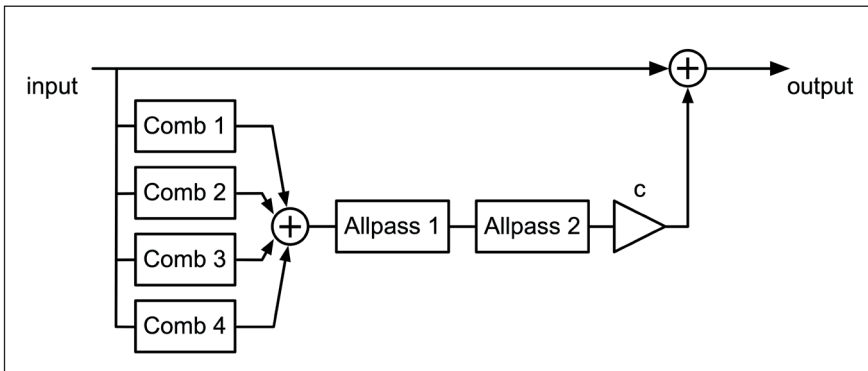 input
output
Comb 1
Comb 2
Comb 3
Comb 4
Allpass 1
Allpass 2
c